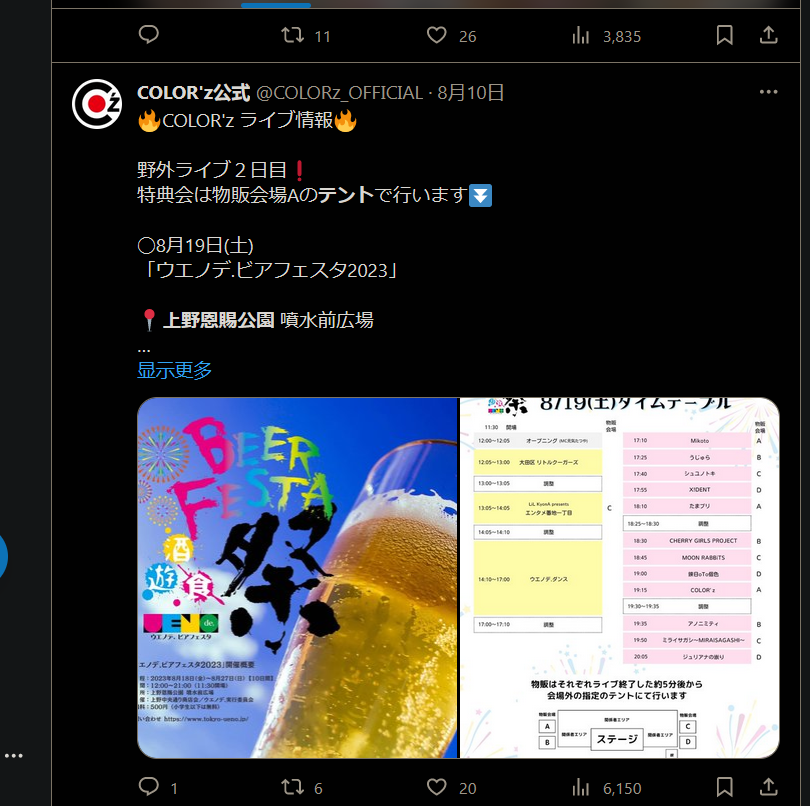 11 26 3,835
COLOR'z公式 @COLORz_OFFICIAL · 8月10日
🔥COLOR'z ライブ情報🔥
野外ライブ２日目❗
特典会は物販会場Aのテントで行います⏬
〇8月19日(土)
「ウエノデ.ビアフェスタ2023」
📍上野恩賜公園 噴水前広場
...
显示更多
BEER
FESTA
祭
酒
遊
食
UENO de.
ウエノデ. ビアフェスタ
エノデ.ビアフェスタ2023」開催概要
程：2023年8月18日(金)〜8月27日(日)【10日間】
間：12:00〜21:00（11:30開場）
所：上野恩賜公園 噴水前広場
催：上野中央通り商店会／ウエノデ.実行委員会
料：500円（小学生以下は無料）
い合わせ https://www.tokyo-ueno.jp/
祭 8/19(土)タイムテーブル
11:30 開場
物販会場
12:00〜12:05 オープニング
12:05〜13:00 大田区 リトルクーガーズ
13:00〜13:05 調整
13:05〜14:05 LiL KyonA presents
エンタメ番地一丁目
C
14:05〜14:10 調整
14:10〜17:00 ウエノデ.ダンス
17:00〜17:10 調整
物販会場
17:10 Mikoto A
17:25 うじゅら B
17:40 シュユノトキ C
17:55 X!DENT D
18:10 たまプリ A
18:25〜18:30 調整
18:30 CHERRY GIRLS PROJECT B
18:45 MOON RABBITS C
19:00 練日oTo個色 D
19:15 COLOR'z A
19:30〜19:35 調整
19:35 アノニミティ B
19:50 ミライサガシ〜MIRAISAGASHI〜 C
20:05 ジュリアナの祟り D
物販はそれぞれライブ終了した約5分後から
会場外の指定のテントにて行います
物販会場 関係者エリア 物販会場
A C
関係者エリア ステージ 関係者エリア
B D
1 6 20 6,150